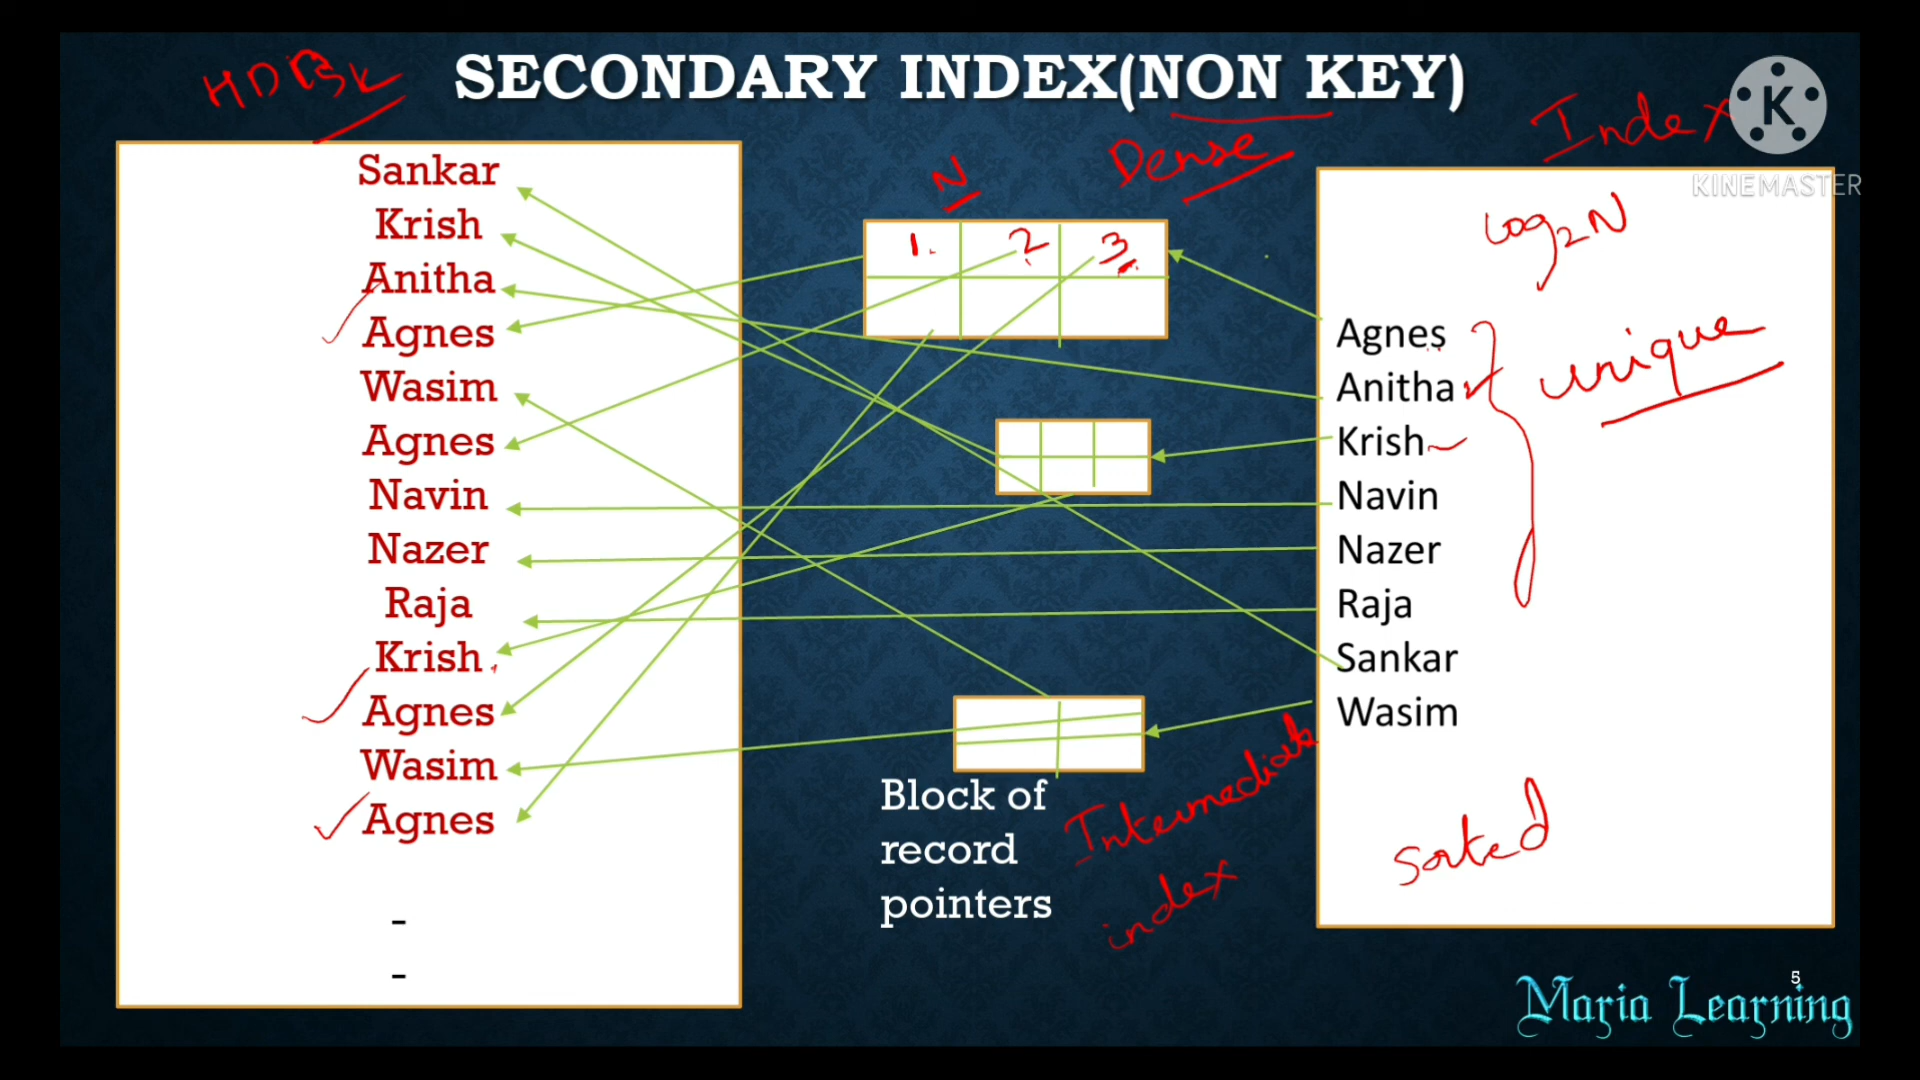 HDISK
SECONDARY INDEX(NON KEY)
Index
K
KINEMASTER
N
Dense
Sankar
Krish
Anitha
Agnes
Wasim
Agnes
Navin
Nazer
Raja
Krish
Agnes
Wasim
Agnes
-
-
1. 2 3
Block of
record
pointers
Intermediate
index
log2N
Agnes
Anitha
Krish
Navin
Nazer
Raja
Sankar
Wasim
unique
sorted
5
Maria Learning